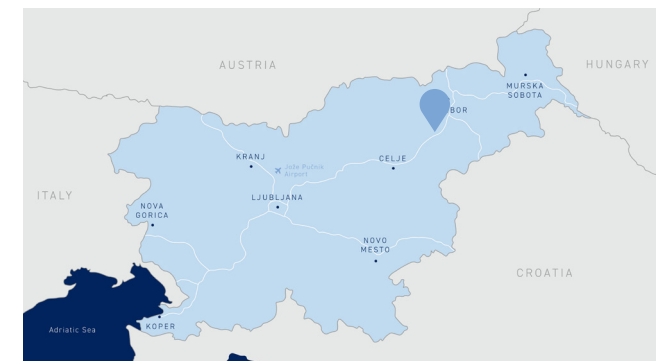 AUSTRIA
HUNGARY
MURSKA
SOBOTA
BOR
KRANJ
Jože Pučnik
Airport
CELJE
ITALY
LJUBLJANA
NOVA
GORICA
NOVO
MESTO
CROATIA
Adriatic Sea
KOPER